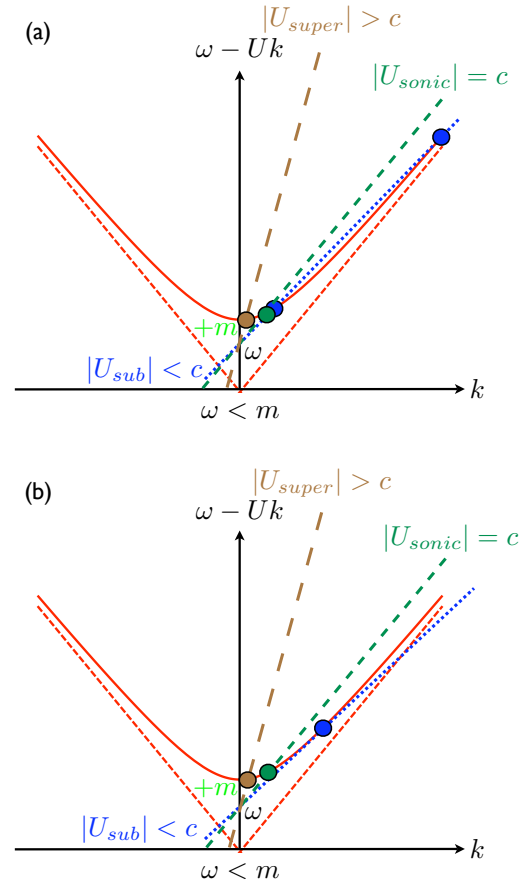 (a)
|U_{super}| > c
ω − Uk
|U_{sonic}| = c
+m
ω
|U_{sub}| < c
k
ω < m
(b)
|U_{super}| > c
ω − Uk
|U_{sonic}| = c
+m
ω
|U_{sub}| < c
k
ω < m